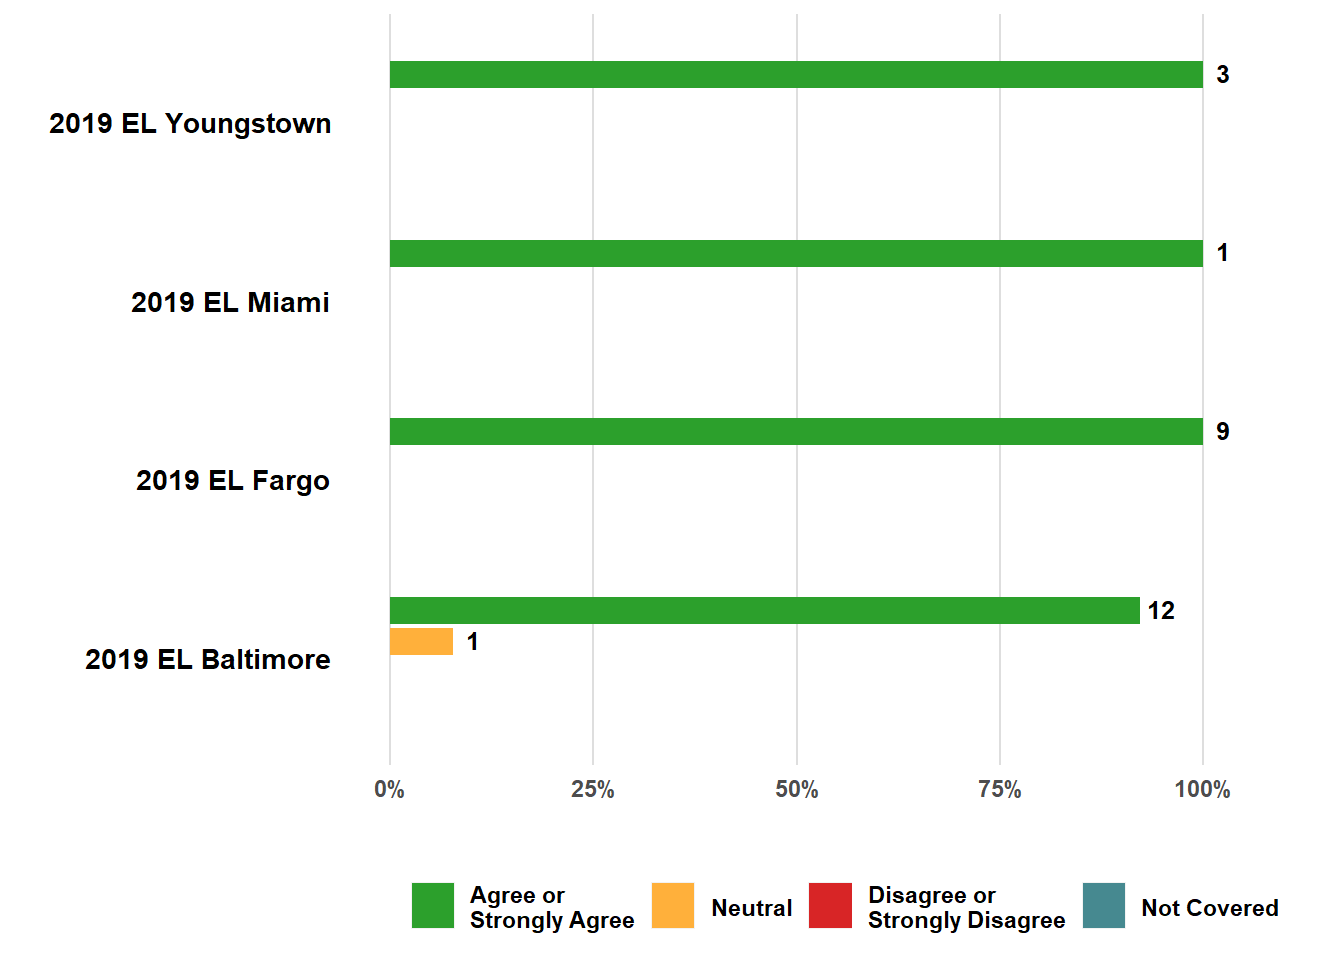 3
2019 EL Youngstown
1
2019 EL Miami
9
2019 EL Fargo
12
1
2019 EL Baltimore
0% 25% 50% 75% 100%
Agree or
Strongly Agree
Neutral
Disagree or
Strongly Disagree
Not Covered